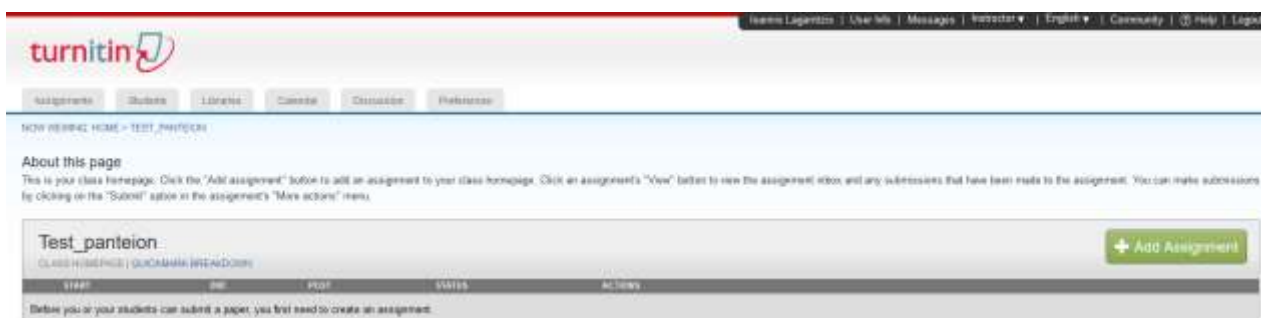 Ioannis Lagantzis | User Info | Messages | Instructor ▼ | English ▼ | Community | ⓘ Help | Logout
turnitin
Assignments Students Libraries Calendar Discussion Preferences
NOW VIEWING: HOME > TEST_PANTEION
About this page
This is your class homepage. Click the "Add assignment" button to add an assignment to your class homepage. Click an assignment's "View" button to view the assignment inbox and any submissions that have been made to the assignment. You can make submissions
by clicking on the "Submit" option in the assignment's "More actions" menu.
Test_panteion
+ Add Assignment
CLASS HOMEPAGE | QUICKMARK BREAKDOWN
START DUE POST STATUS ACTIONS
Before you or your students can submit a paper, you first need to create an assignment.